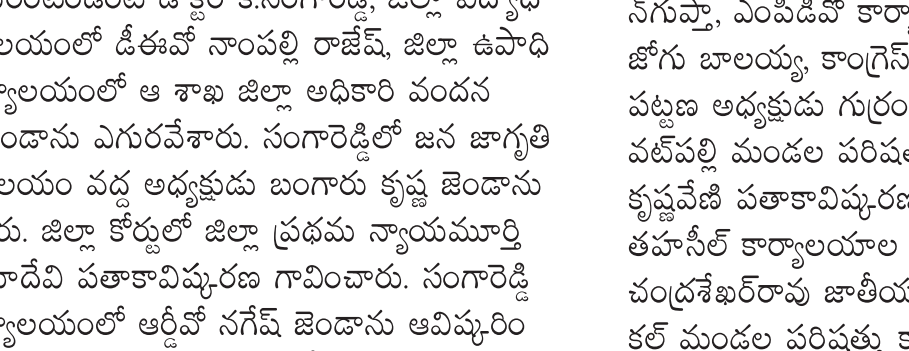 లయంలో డీఈవో నాంపల్లి రాజేష్, జిల్లా ఉపాధి
్యాలయంలో ఆ శాఖ జిల్లా అధికారి వందన
ండాను ఎగురవేశారు. సంగారెడ్డిలో జన జాగృతి
లయం వద్ద అధ్యక్షుడు బంగారు కృష్ణ జెండాను
రు. జిల్లా కోర్టులో జిల్లా ప్రథమ న్యాయమూర్తి
ాదేవి పతాకావిష్కరణ గావించారు. సంగారెడ్డి
్యాలయంలో ఆర్డీవో నగేష్ జెండాను ఆవిష్కరిం
న్‌గుప్తా, ఎంపీడీవో
జోగు బాలయ్య, కాంగ్రెస్
పట్టణ అధ్యక్షుడు గుర్రం
వట్‌పల్లి మండల పరిష
కృష్ణవేణి పతాకావిష్కరణ
తహసీల్ కార్యాలయాల
చంద్రశేఖర్‌రావు జాతీయ
కల్ మండల పరిషత్తు